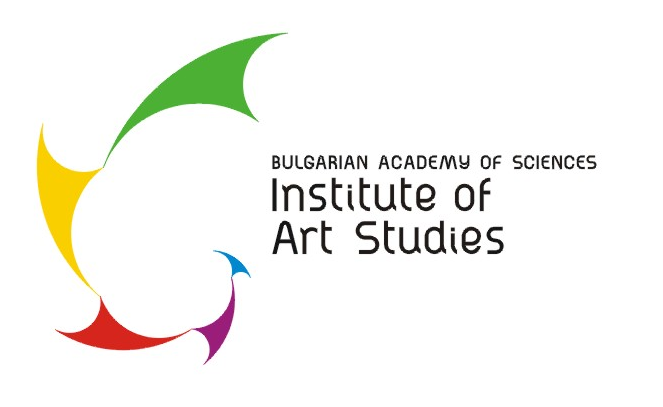 BULGARIAN ACADEMY OF SCIENCES
Institute of
Art Studies